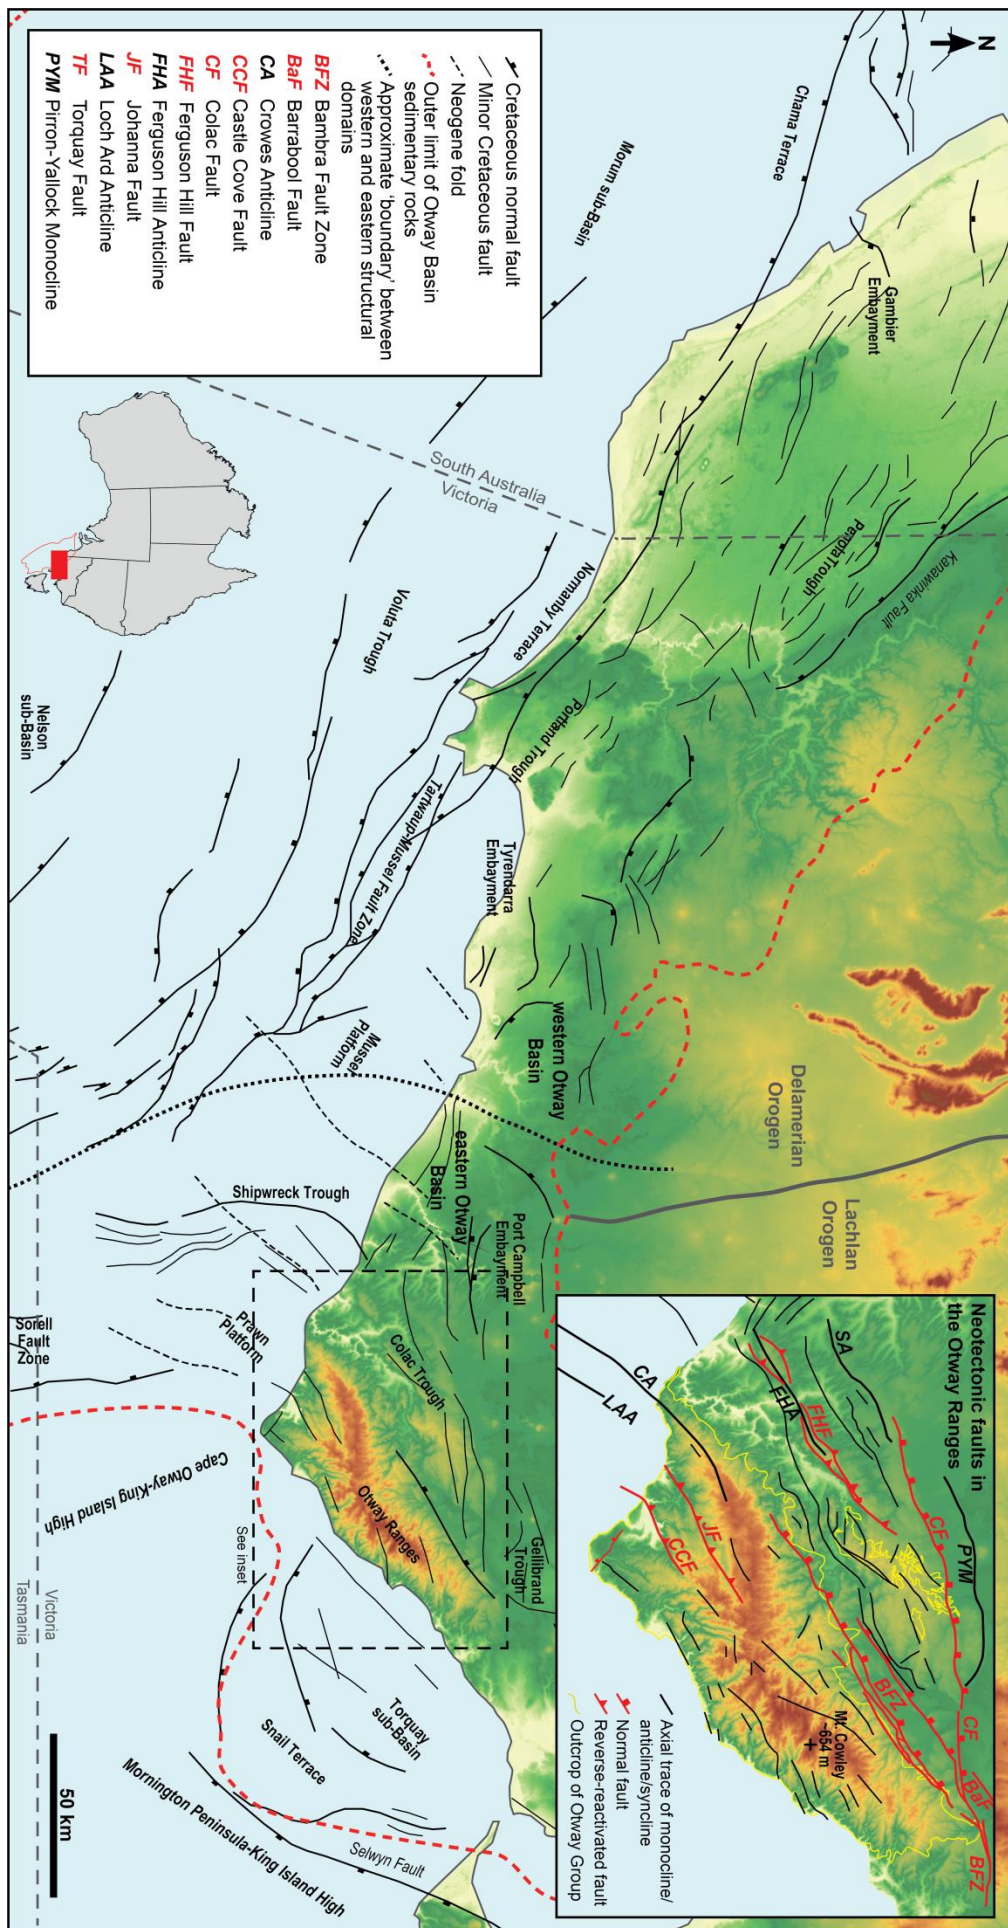 N
Chama Terrace
Gambier
Embayment
Morum sub-Basin
Penola Trough
Kanawinka Fault
South Australia
Victoria
Normanby Terrace
Portland Trough
Voluta Trough
Nelson
sub-Basin
Tartwaup-Mussel Fault Zone
Tyrendarra
Embayment
western Otway
Basin
Mussel
Platform
Delamerian
Orogen
Lachlan
Orogen
eastern Otway
Basin
Port Campbell
Embayment
Shipwreck Trough
Prawn
Platform
Sorell
Fault
Zone
Colac Trough
Otway Ranges
Gellibrand
Trough
Cape Otway-King Island High
See inset
Victoria
Tasmania
Torquay
sub-Basin
Snail Terrace
Selwyn Fault
Mornington Peninsula-King Island High
50 km
Cretaceous normal fault
Minor Cretaceous fault
Neogene fold
Outer limit of Otway Basin
sedimentary rocks
Approximate ‘boundary’ between
western and eastern structural
domains
BFZ Bambra Fault Zone
BaF Barrabool Fault
CA Crowes Anticline
CCF Castle Cove Fault
CF Colac Fault
FHF Ferguson Hill Fault
FHA Ferguson Hill Anticline
JF Johanna Fault
LAA Loch Ard Anticline
TF Torquay Fault
PYM Pirron-Yallock Monocline
Neotectonic faults in
the Otway Ranges
SA
CF
PYM
CF
BaF
BFZ
FHF
FHA
BFZ
CA
LAA
JF
CCF
Mt. Cowley
~654 m
Axial trace of monocline/
anticline/syncline
Normal fault
Reverse-reactivated fault
Outcrop of Otway Group